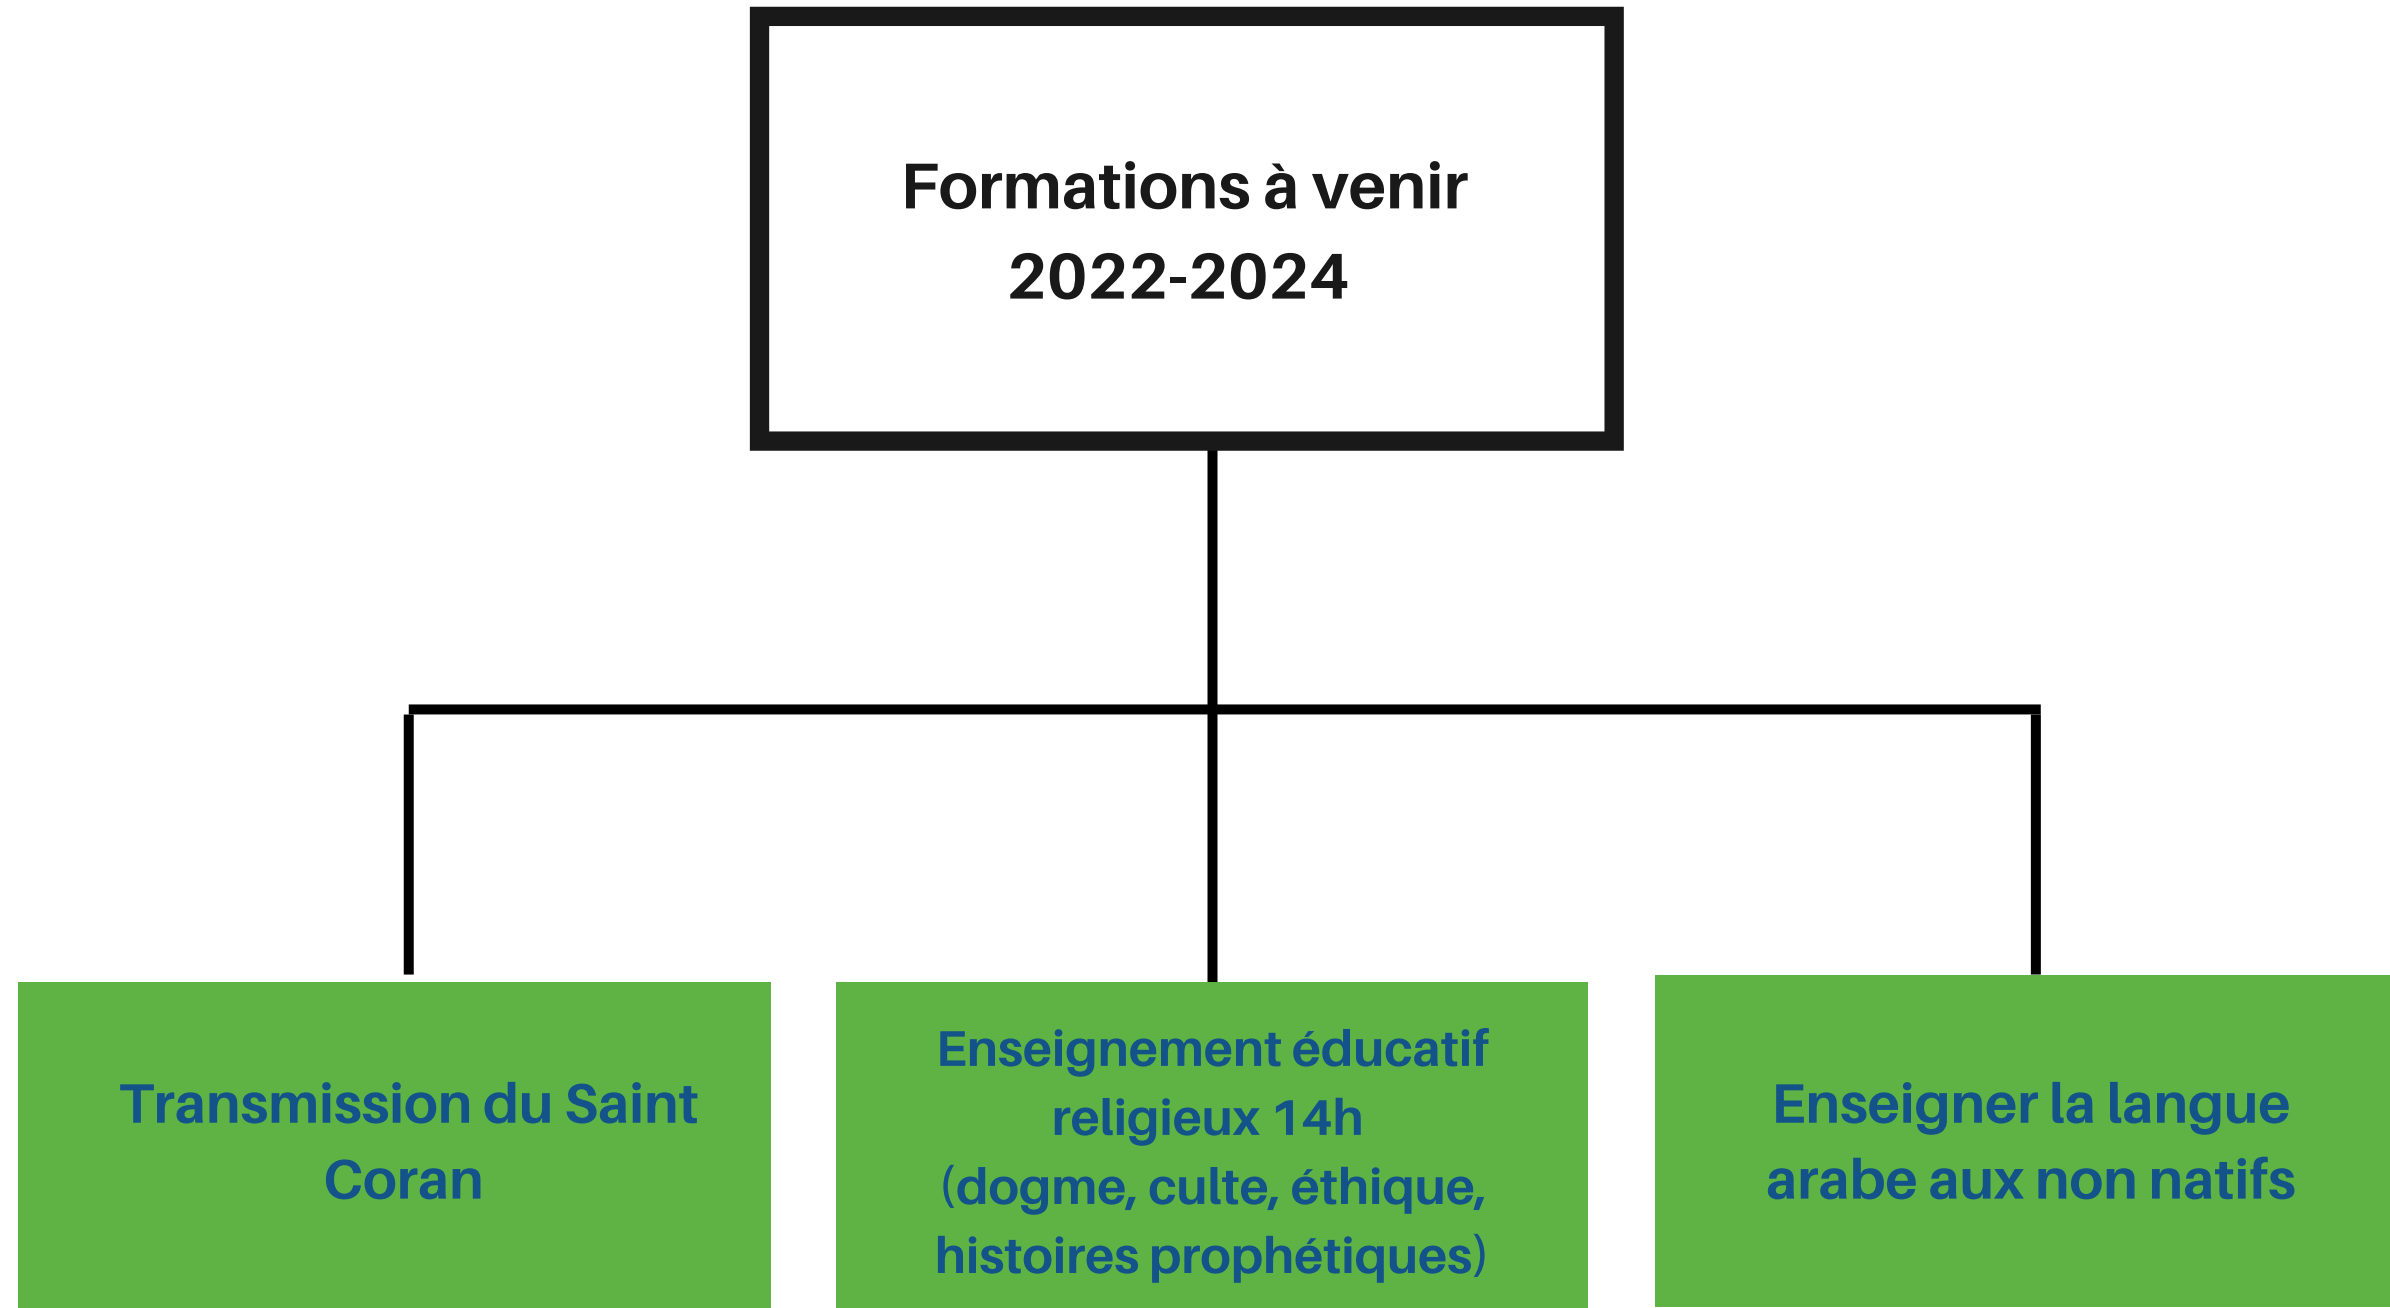 Formations à venir
2022-2024
Transmission du Saint
Coran
Enseignement éducatif
religieux 14h
(dogme, culte, éthique,
histoires prophétiques)
Enseigner la langue
arabe aux non natifs